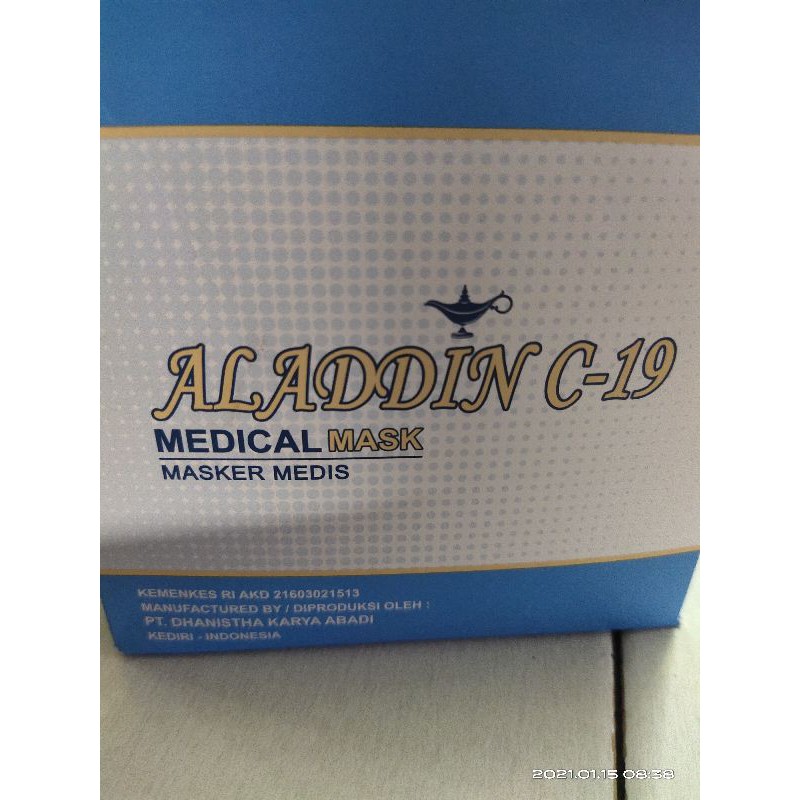 ALADDIN C-19
MEDICAL MASK
MASKER MEDIS
KEMENKES RI AKD 21603021513
MANUFACTURED BY / DIPRODUKSI OLEH :
PT. DHANISTHA KARYA ABADI
KEDIRI - INDONESIA
2021.01.15 08:38